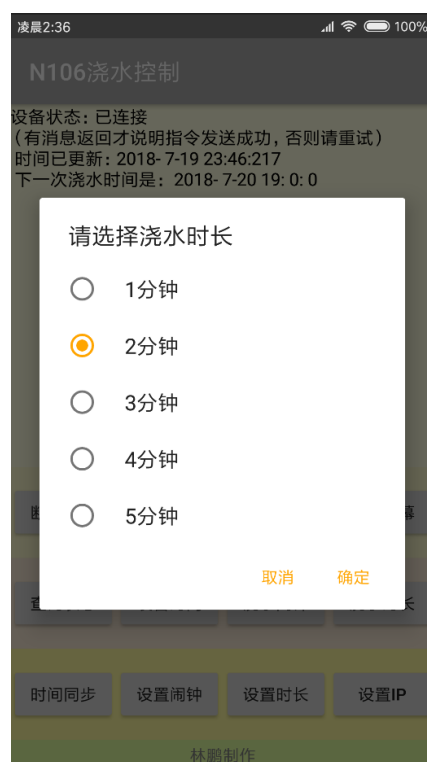 凌晨2:36
100%
N106浇水控制
设备状态: 已连接
(有消息返回才说明指令发送成功, 否则请重试)
时间已更新: 2018- 7-19 23:46:217
下一次浇水时间是: 2018- 7-20 19: 0: 0
请选择浇水时长
1分钟
2分钟
3分钟
4分钟
5分钟
取消 确定
时间同步 设置闹钟 设置时长 设置IP
林鹏制作